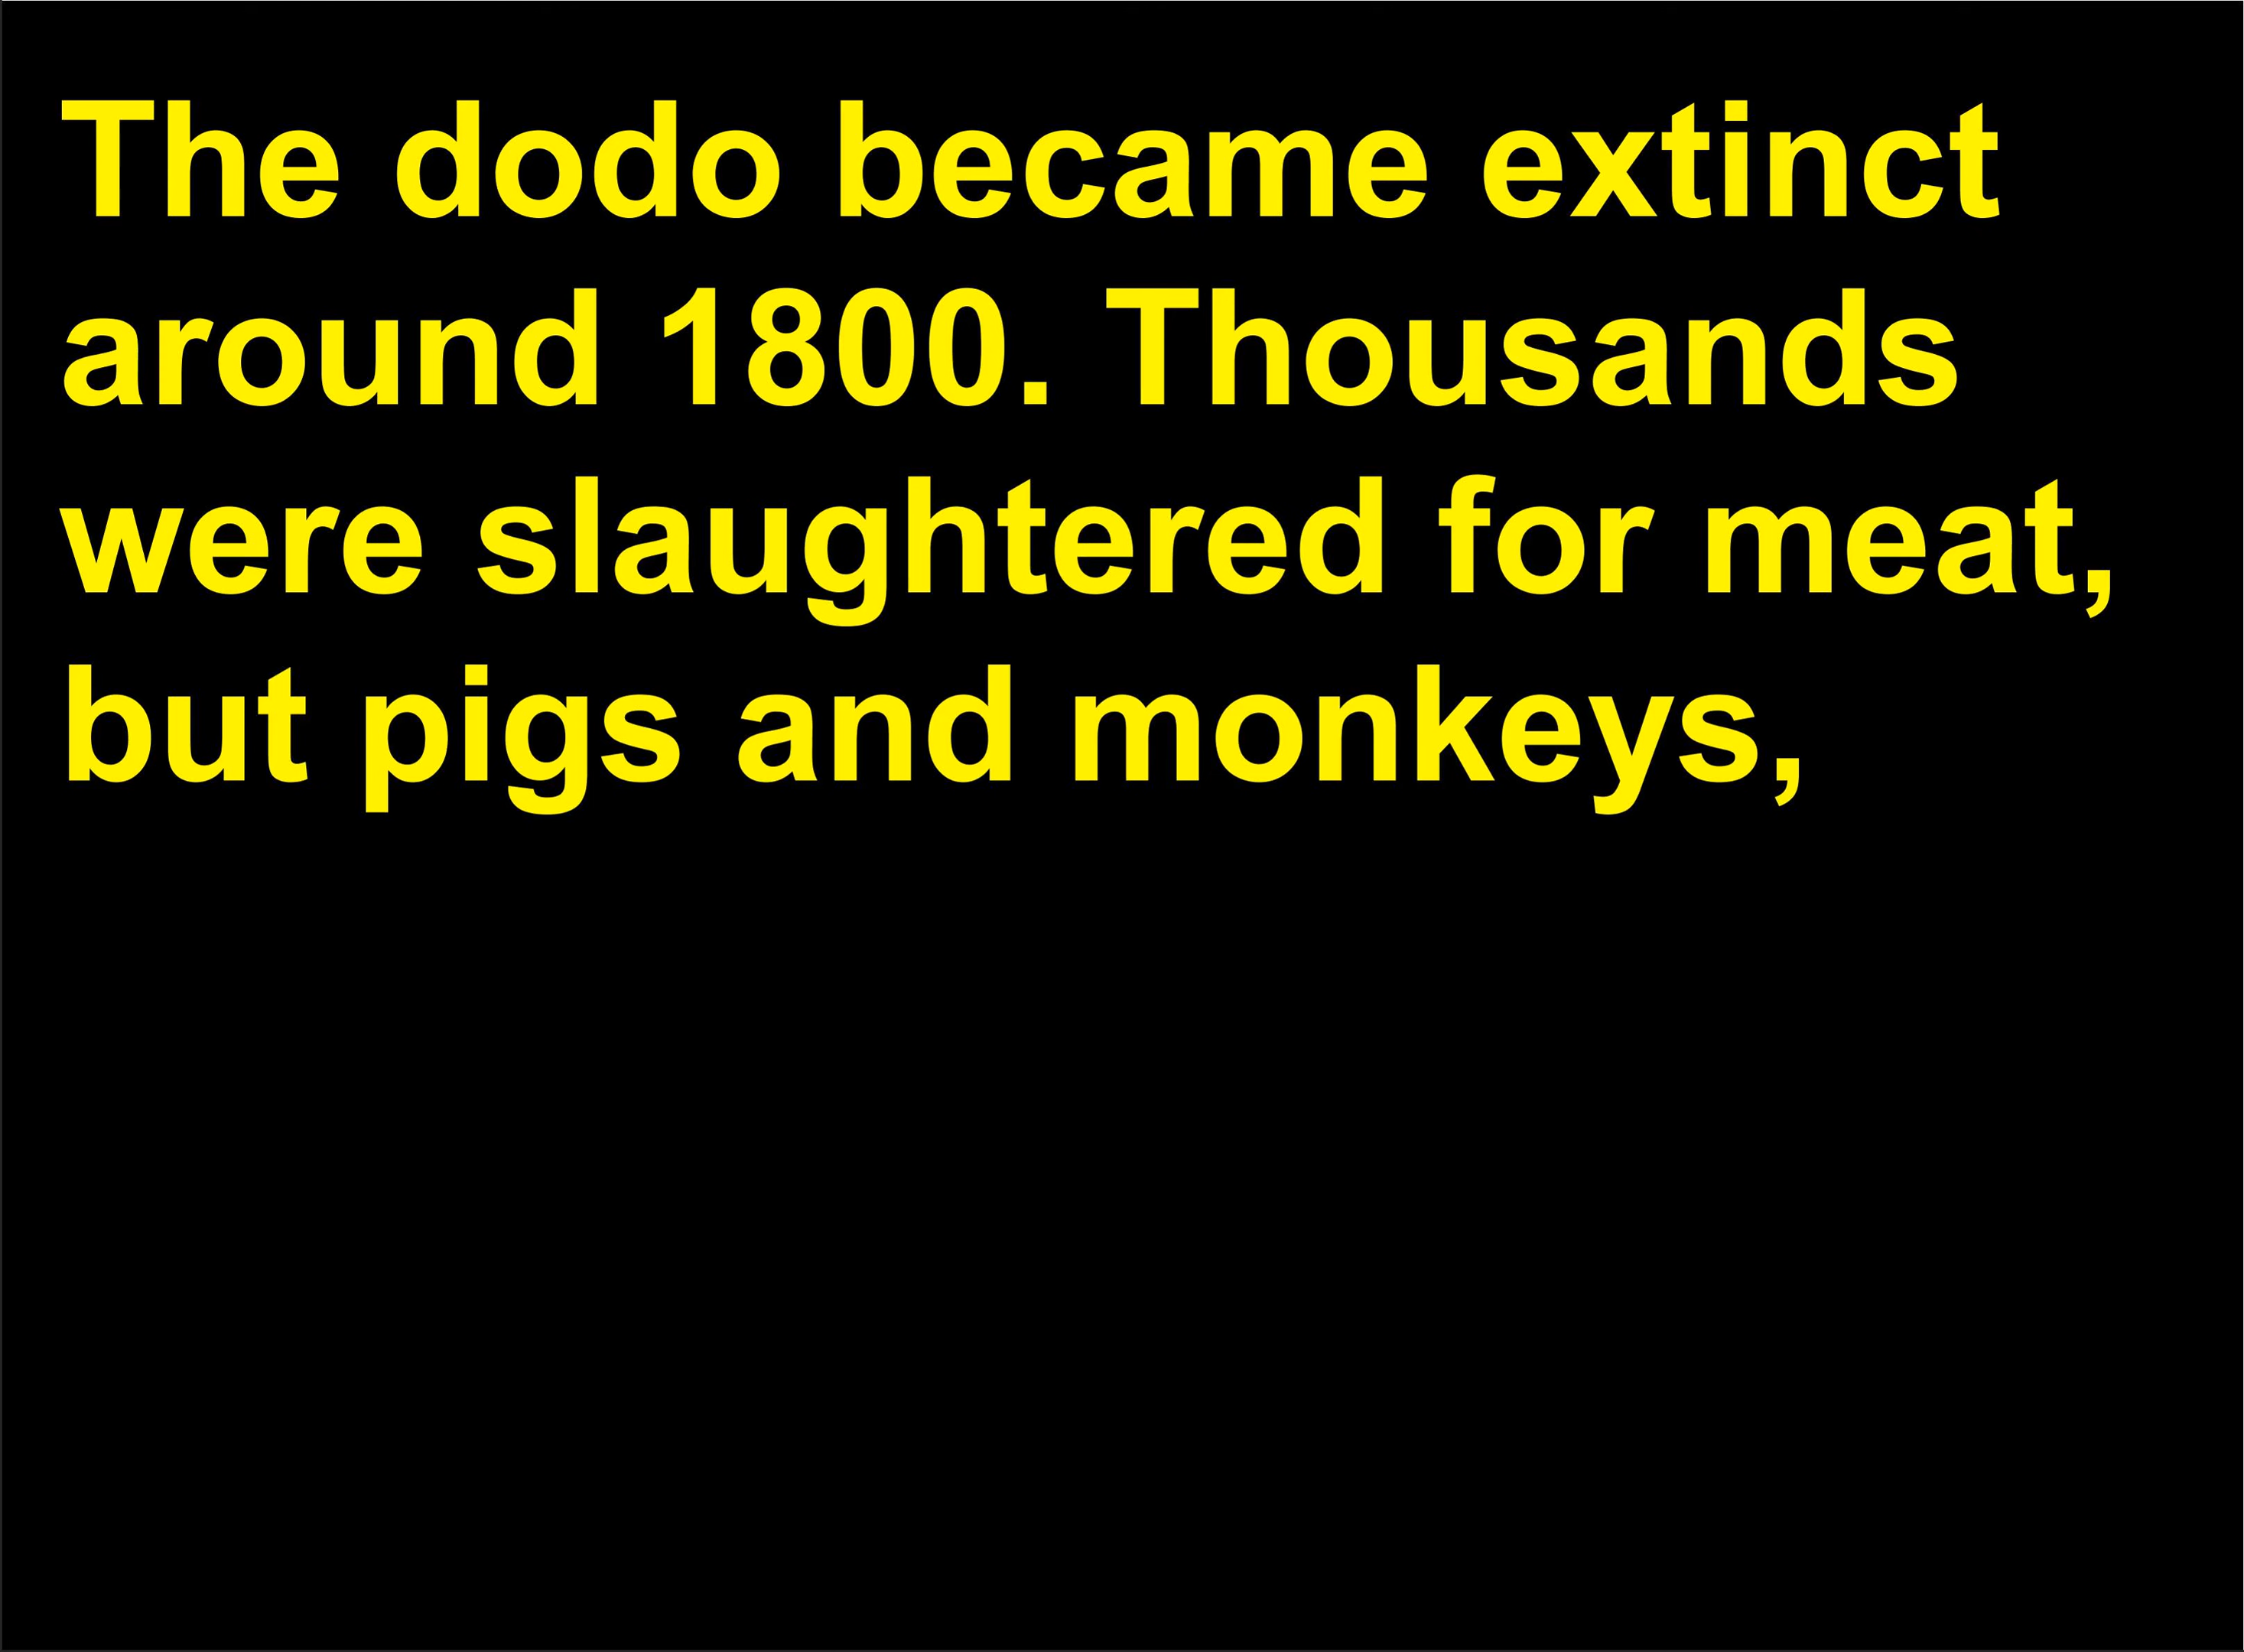 The dodo became extinct
around 1800. Thousands
were slaughtered for meat,
but pigs and monkeys,